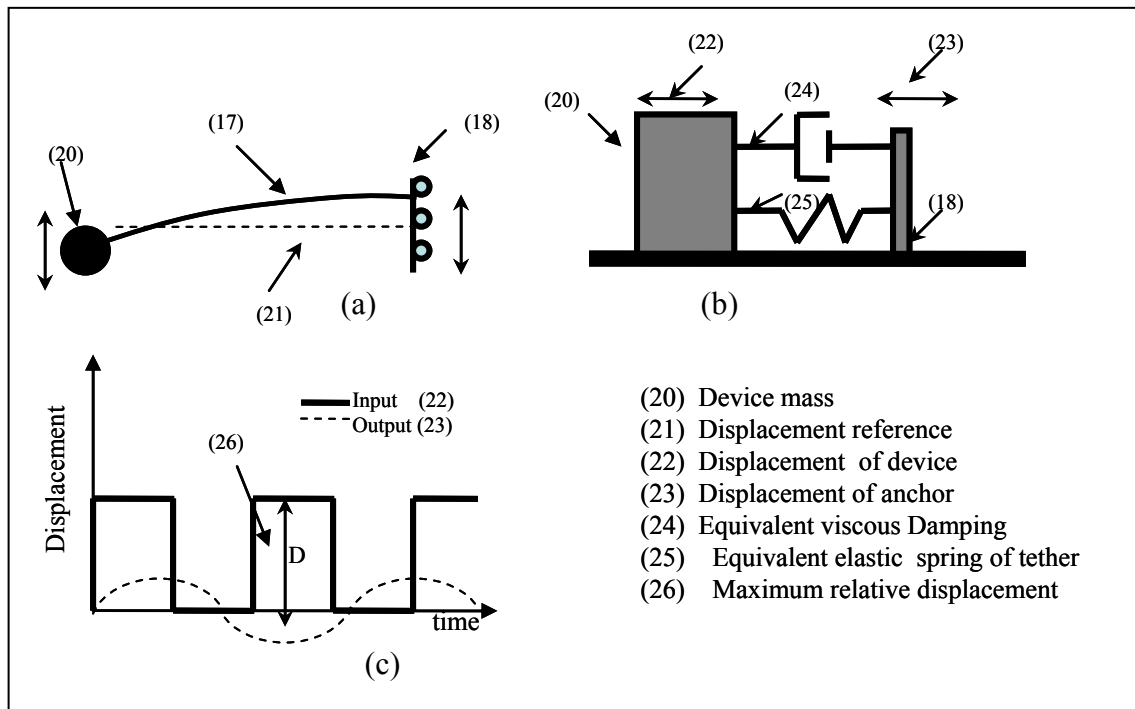 (22)
(23)
(20)
(24)
(17)
(18)
(20)
(25)
(18)
(21)
(a)
(b)
Displacement
Input (22)
Output (23)
(26)
D
time
(c)
(20) Device mass
(21) Displacement reference
(22) Displacement of device
(23) Displacement of anchor
(24) Equivalent viscous Damping
(25) Equivalent elastic spring of tether
(26) Maximum relative displacement